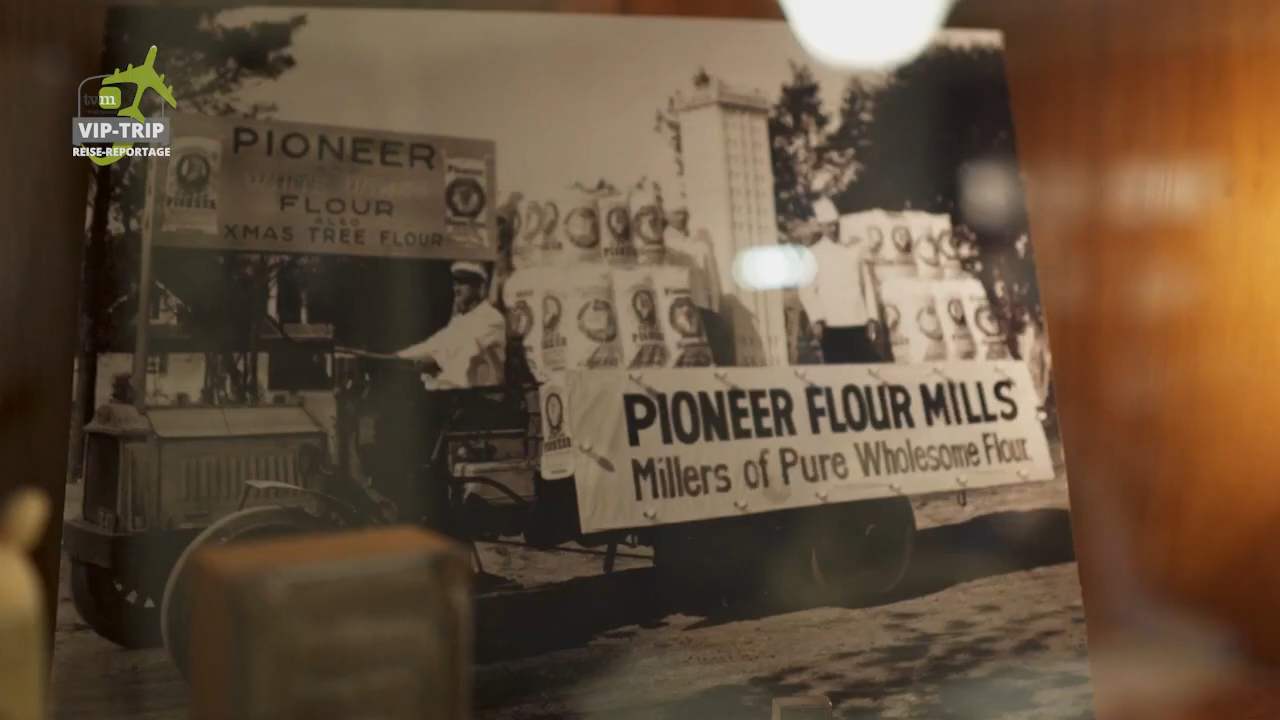 tvm
VIP-TRIP
REISE-REPORTAGE
PIONEER
FLOUR
ALSO
XMAS TREE FLOUR
PIONEER
PIONEER FLOUR MILLS
Millers of Pure Wholesome Flour.